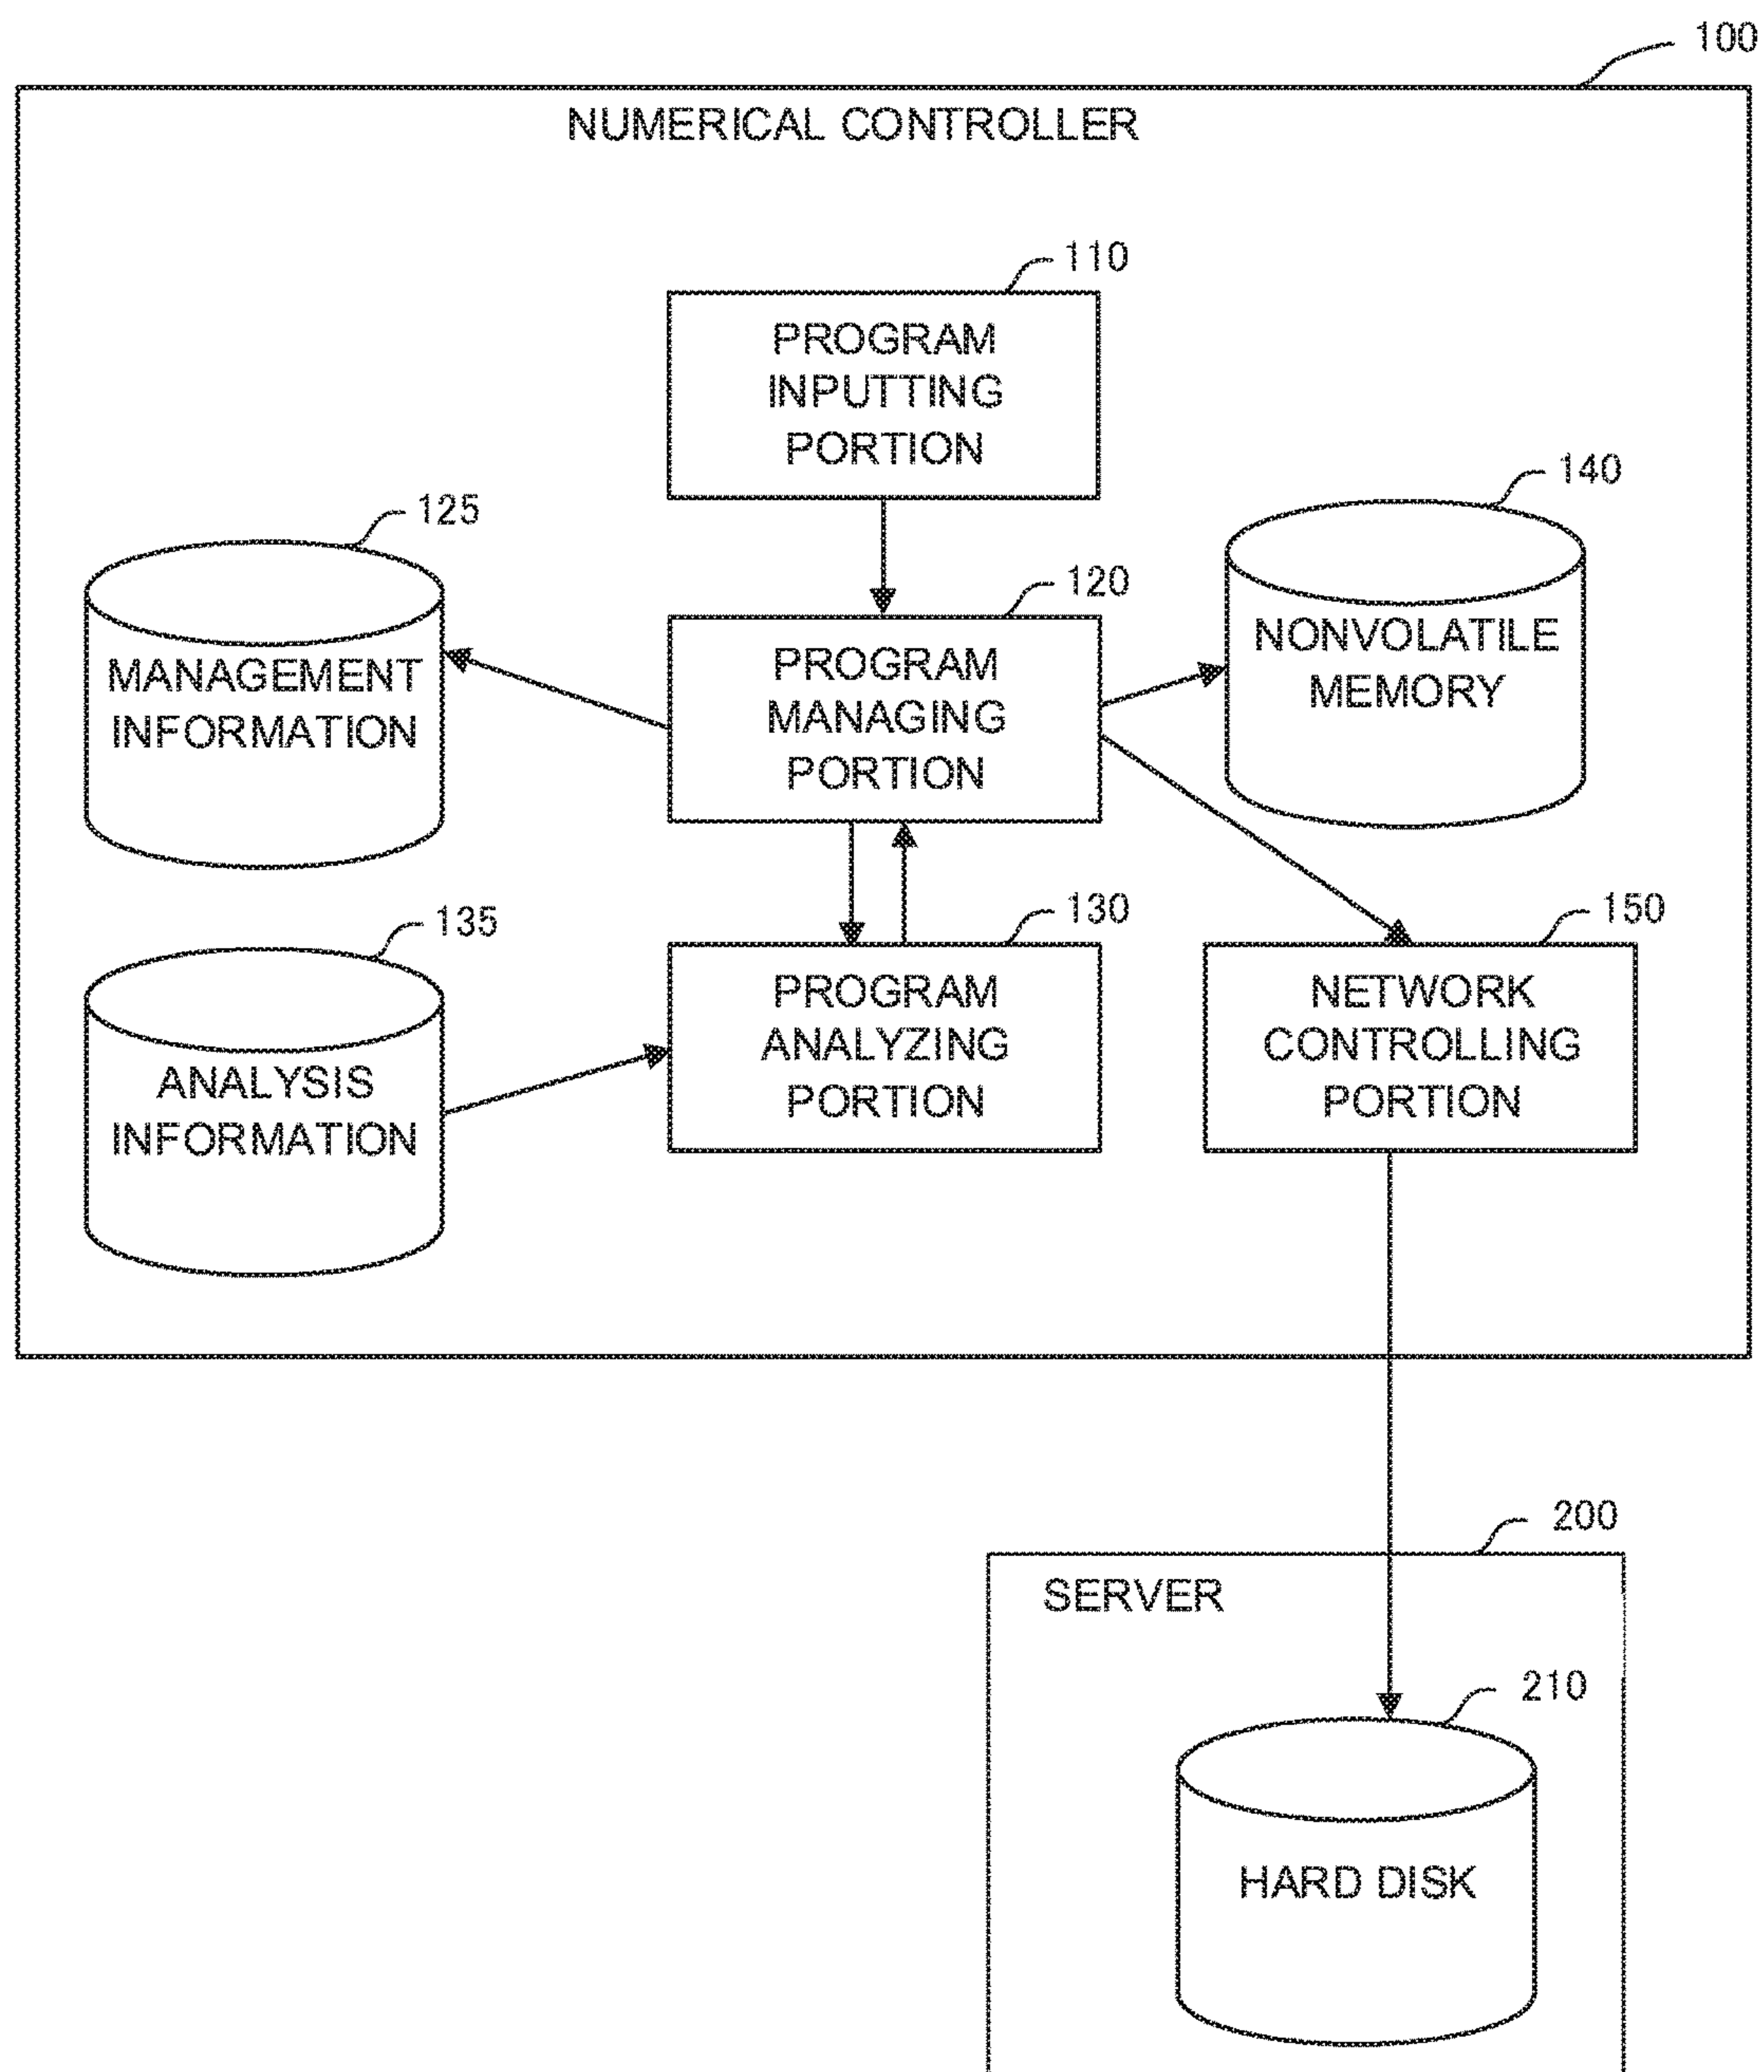 100
NUMERICAL CONTROLLER
110
PROGRAM
INPUTTING
PORTION
125
MANAGEMENT
INFORMATION
120
PROGRAM
MANAGING
PORTION
140
NONVOLATILE
MEMORY
135
ANALYSIS
INFORMATION
130
PROGRAM
ANALYZING
PORTION
150
NETWORK
CONTROLLING
PORTION
200
SERVER
210
HARD DISK